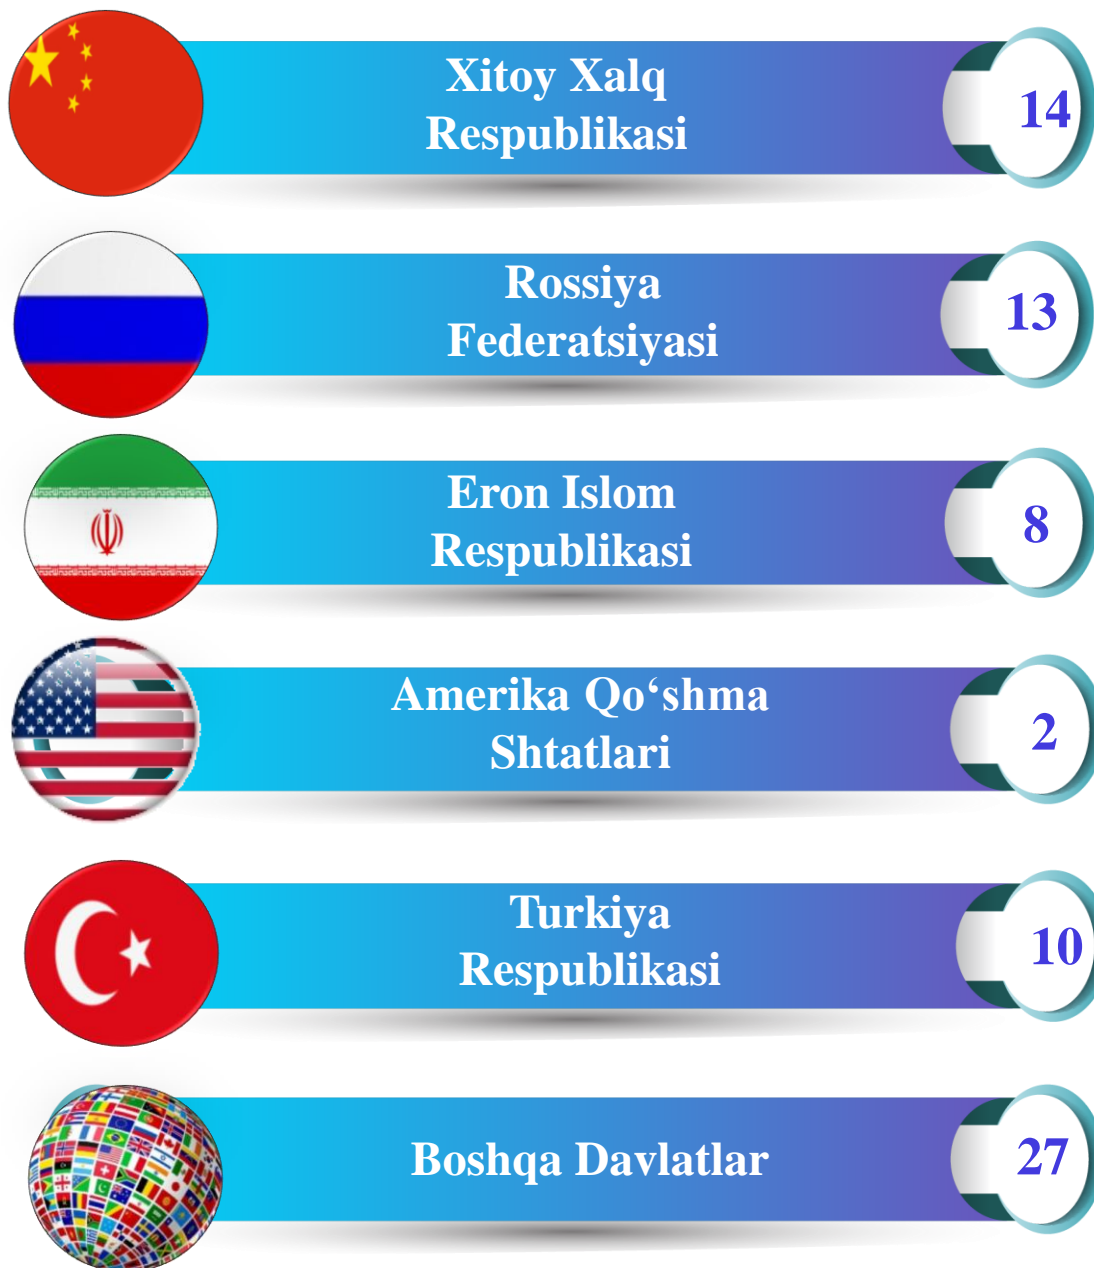 Xitoy Xalq
Respublikasi
14
Rossiya
Federatsiyasi
13
Eron Islom
Respublikasi
8
Amerika Qo‘shma
Shtatlari
2
Turkiya
Respublikasi
10
Boshqa Davlatlar
27